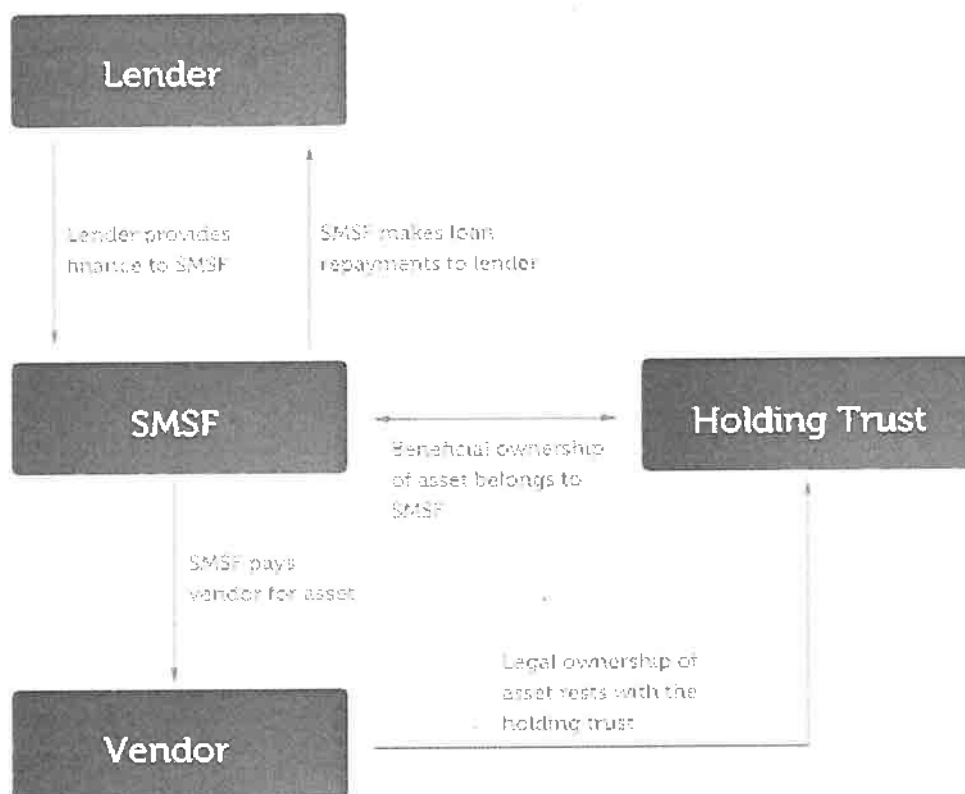 Lender
Lender provides
finance to SMSF
SMSF makes loan
repayments to lender
SMSF
Holding Trust
Beneficial ownership
of asset belongs to
SMSF
SMSF pays
vendor for asset
Legal ownership of
asset rests with the
holding trust
Vendor